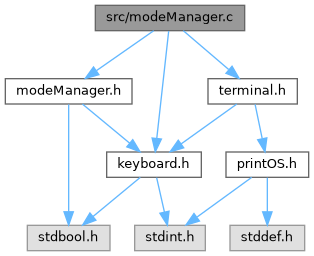 src/modeManager.c
modeManager.h
terminal.h
keyboard.h
printOS.h
stdbool.h
stdint.h
stddef.h